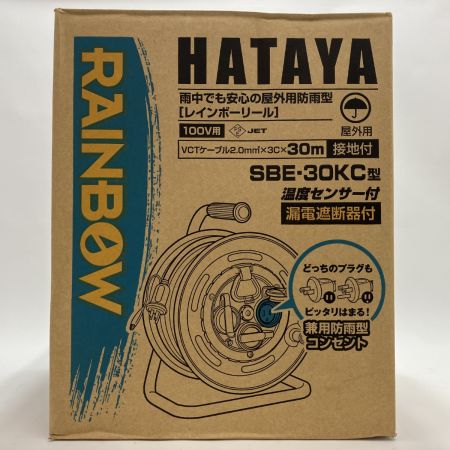 RAINBOW
HATAYA
雨中でも安心の屋外用防雨型
[レインボーリール]
100V用 JET
屋外用
VCTケーブル2.0mm²×3C×30m 接地付
SBE-30KC型
温度センサー付
漏電遮断器付
どっちのプラグも
ピッタリはまる!
兼用防雨型
コンセント